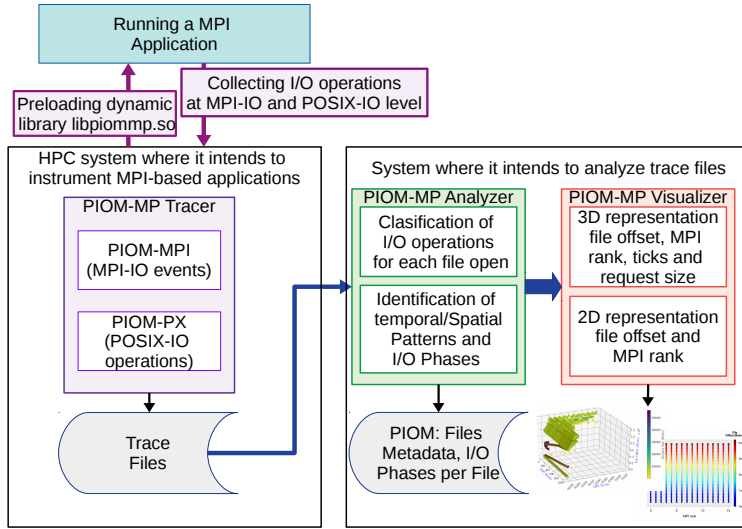 Running a MPI
Application
Preloading dynamic
library libpiommp.so
Collecting I/O operations
at MPI-IO and POSIX-IO level
HPC system where it intends to
instrument MPI-based applications
PIOM-MP Tracer
PIOM-MPI
(MPI-IO events)
PIOM-PX
(POSIX-IO
operations)
Trace
Files
System where it intends to analyze trace files
PIOM-MP Analyzer
Clasification of
I/O operations
for each file open
Identification of
temporal/Spatial
Patterns and
I/O Phases
PIOM: Files
Metadata, I/O
Phases per File
PIOM-MP Visualizer
3D representation
file offset, MPI
rank, ticks and
request size
2D representation
file offset and
MPI rank
MPI rank